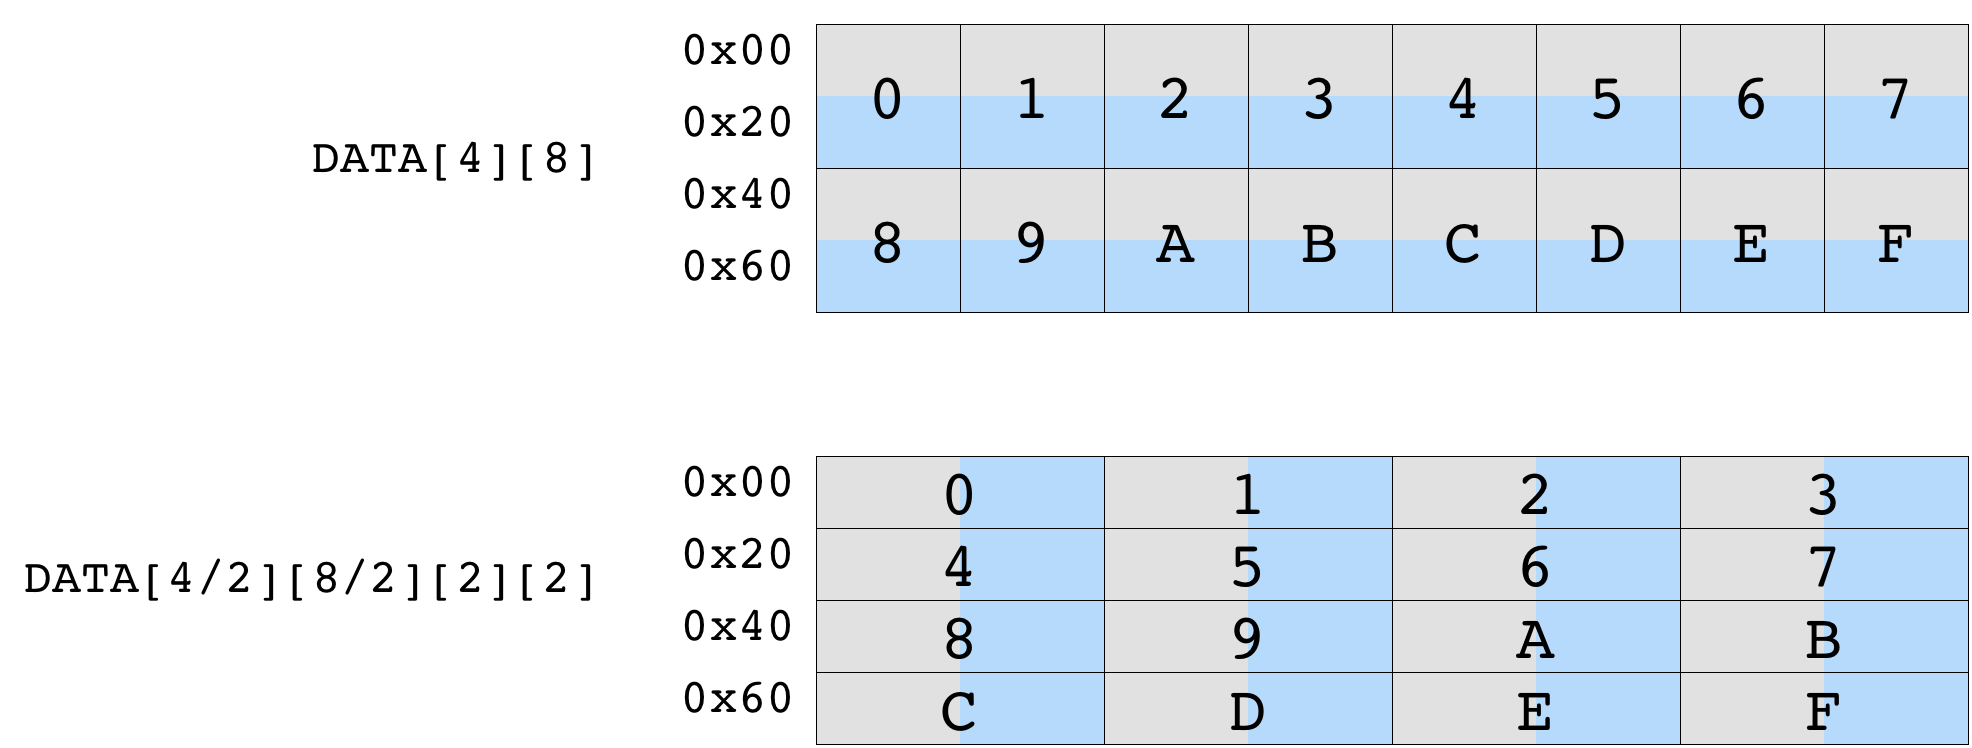 0x00
0 1 2 3 4 5 6 7
0x20
DATA[4][8]
0x40
8 9 A B C D E F
0x60
0x00 0 1 2 3
0x20 4 5 6 7
DATA[4/2][8/2][2][2]
0x40 8 9 A B
0x60 C D E F